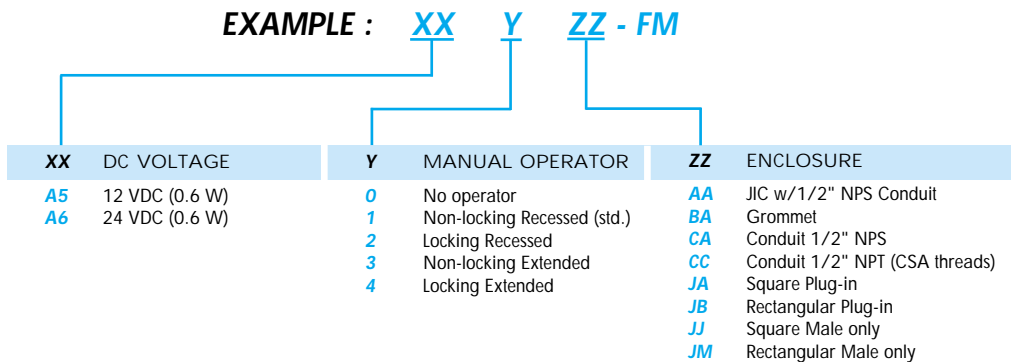 EXAMPLE : XX Y ZZ - FM
XX DC VOLTAGE
A5 12 VDC (0.6 W)
A6 24 VDC (0.6 W)
Y MANUAL OPERATOR
0 No operator
1 Non-locking Recessed (std.)
2 Locking Recessed
3 Non-locking Extended
4 Locking Extended
ZZ ENCLOSURE
AA JIC w/1/2" NPS Conduit
BA Grommet
CA Conduit 1/2" NPS
CC Conduit 1/2" NPT (CSA threads)
JA Square Plug-in
JB Rectangular Plug-in
JJ Square Male only
JM Rectangular Male only